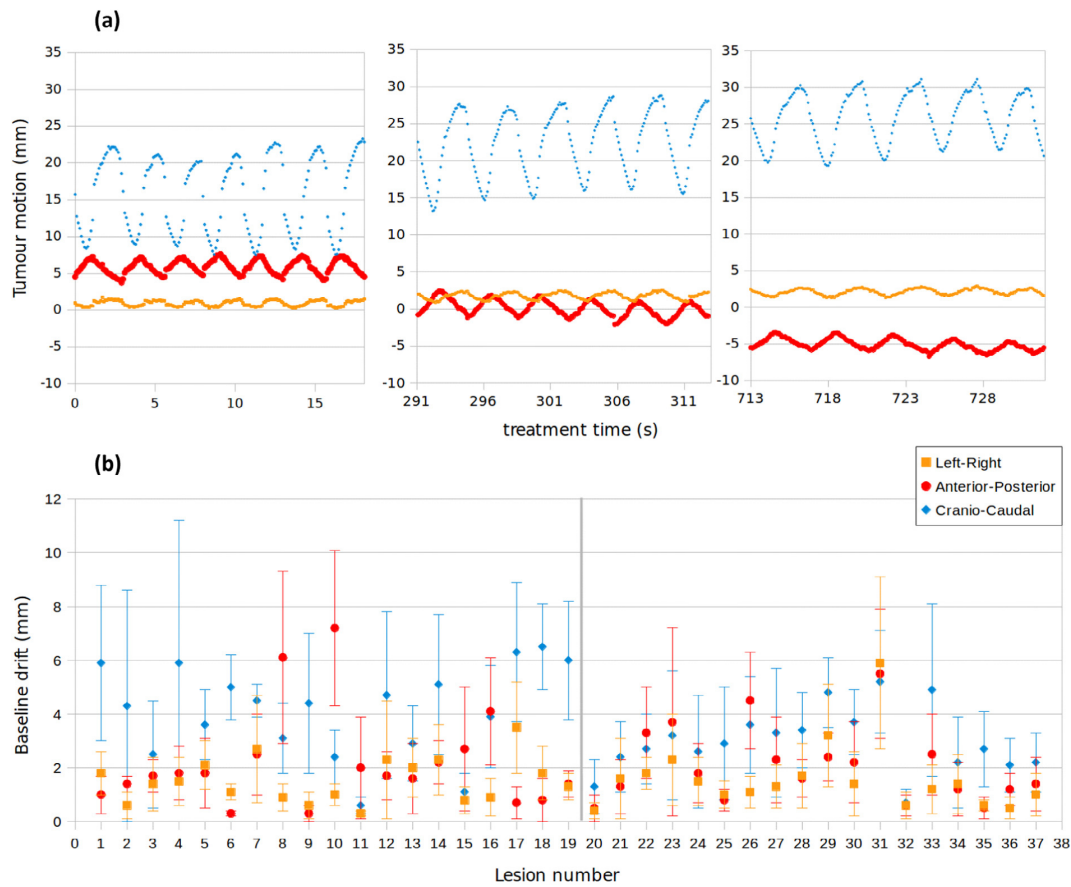 (a)
Tumour motion (mm)
35 30 25 20 15 10 5 0 -5 -10
0 5 10 15
35 30 25 20 15 10 5 0 -5 -10
291 296 301 306 311
35 30 25 20 15 10 5 0 -5 -10
713 718 723 728
treatment time (s)
(b)
Left-Right
Anterior-Posterior
Cranio-Caudal
Baseline drift (mm)
12 10 8 6 4 2 0
0 1 2 3 4 5 6 7 8 9 10 11 12 13 14 15 16 17 18 19 20 21 22 23 24 25 26 27 28 29 30 31 32 33 34 35 36 37 38
Lesion number